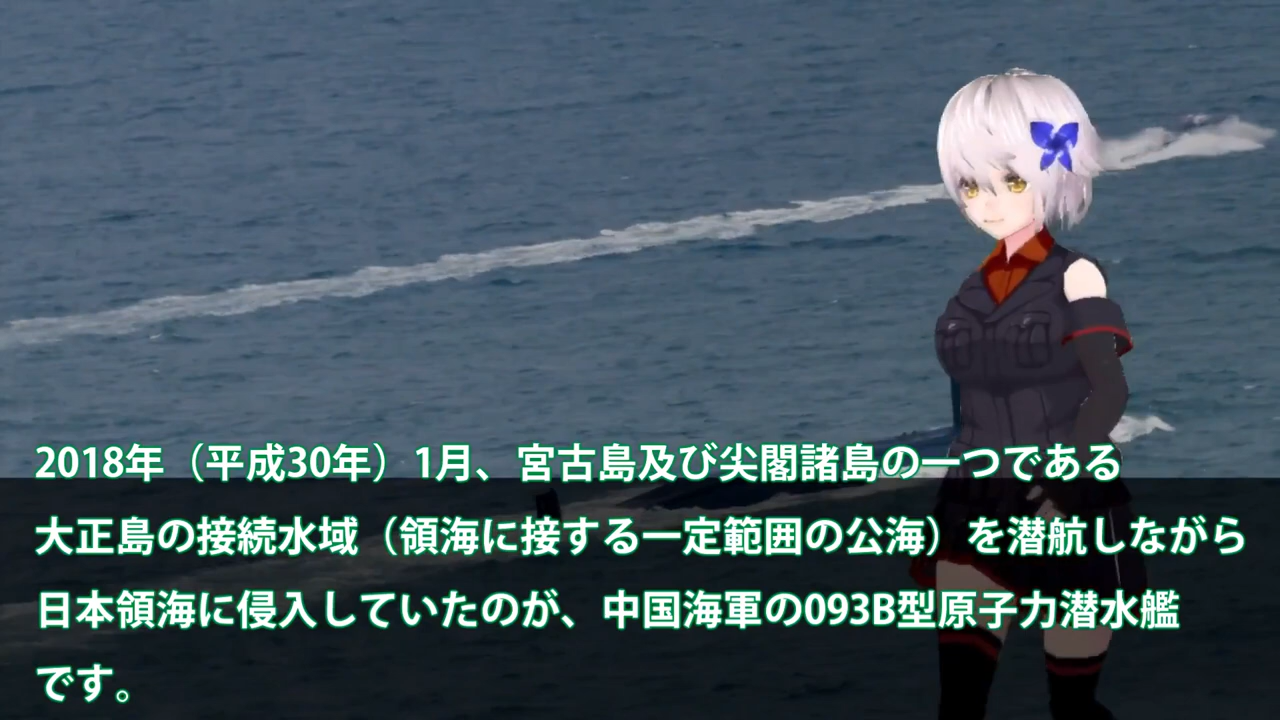 2018年（平成30年）1月、宮古島及び尖閣諸島の一つである
大正島の接続水域（領海に接する一定範囲の公海）を潜航しながら
日本領海に侵入していたのが、中国海軍の093B型原子力潜水艦
です。